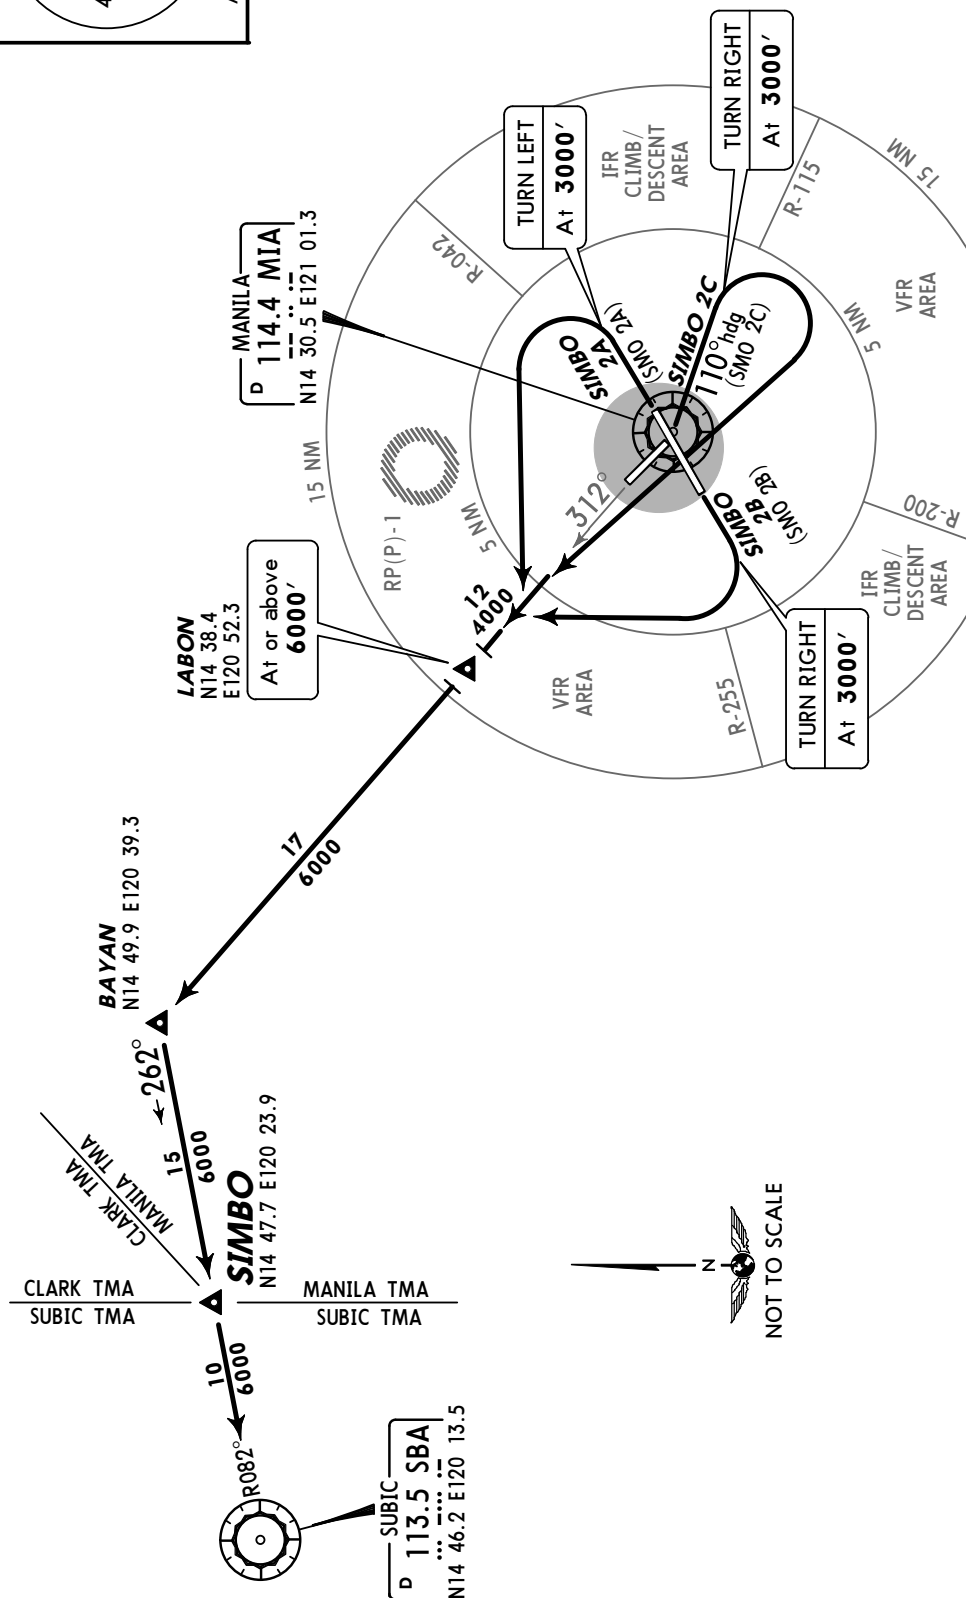 4
TURN RIGHT
At 3000'
TURN LEFT
At 3000'
IFR
CLIMB/
DESCENT
AREA
15 NM
R-115
R-042
MANILA
D 114.4 MIA
N14 30.5 E121 01.3
VFR
AREA
5 NM
SIMBO
2A
(SMO 2A)
SIMBO 2C
110°hdg
(SMO 2C)
15 NM
RP(P)-1
5 NM
312°
SIMBO
2B
(SMO 2B)
R-200
IFR
CLIMB/
DESCENT
AREA
LABON
N14 38.4
E120 52.3
At or above
6000'
12
4000
VFR
AREA
R-255
TURN RIGHT
At 3000'
17
6000
BAYAN
N14 49.9 E120 39.3
262°
15
6000
CLARK TMA
MANILA TMA
SIMBO
N14 47.7 E120 23.9
CLARK TMA
SUBIC TMA
MANILA TMA
SUBIC TMA
10
6000
R082°
SUBIC
D 113.5 SBA
N14 46.2 E120 13.5
N
NOT TO SCALE